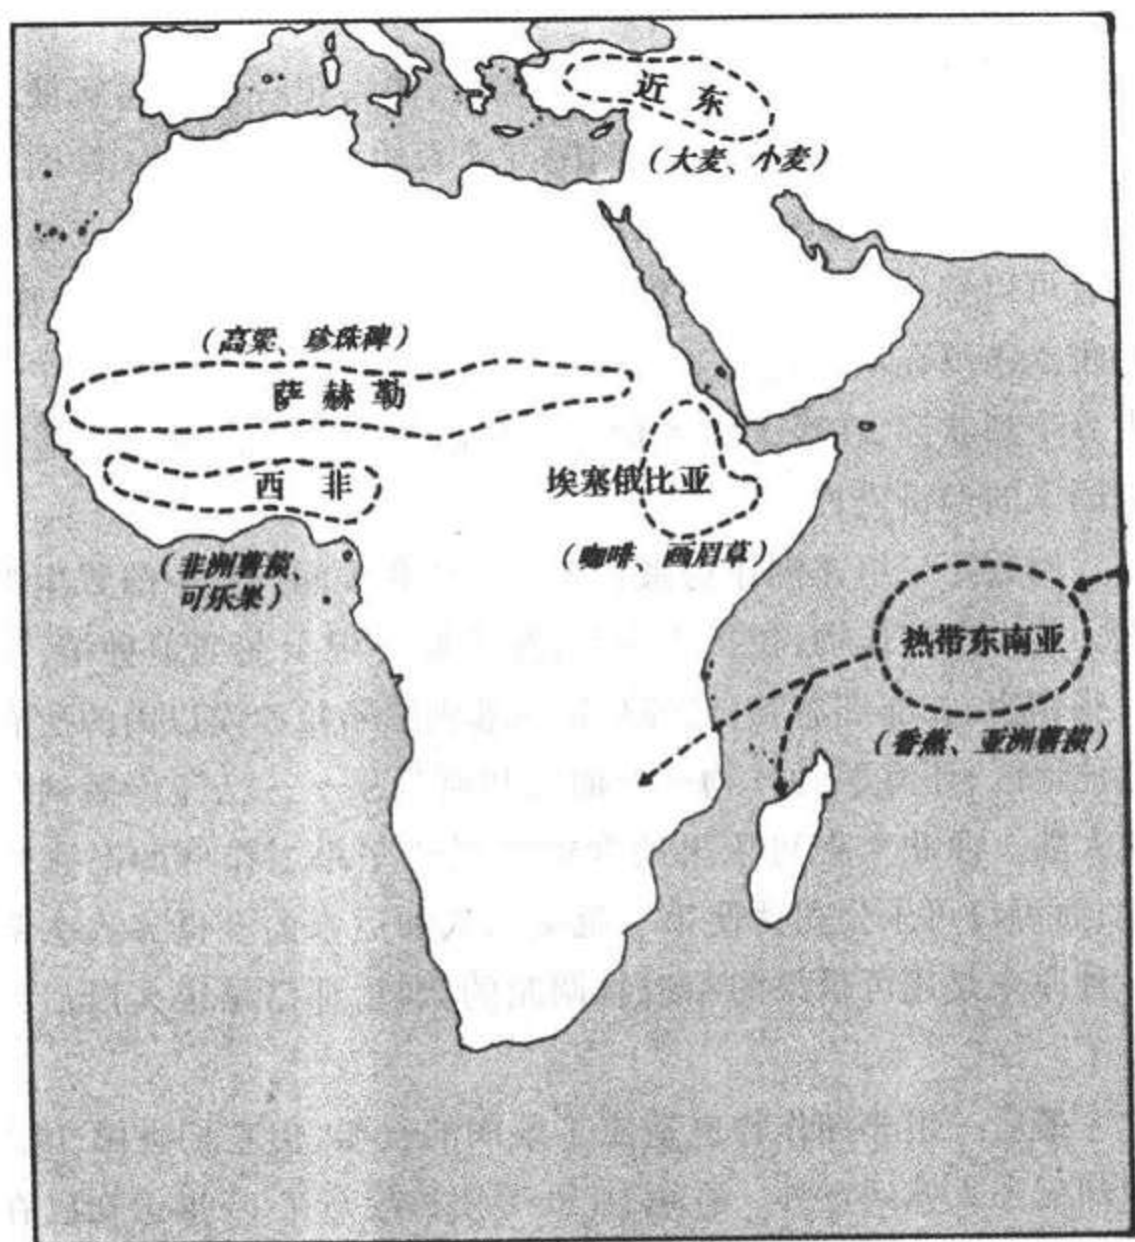 近 东
(大麦、小麦)
(高粱、珍珠稗)
萨 赫 勒
西 非
(非洲薯蓣、
可乐果)
埃塞俄比亚
(咖啡、画眉草)
热带东南亚
(香蕉、亚洲薯蓣)